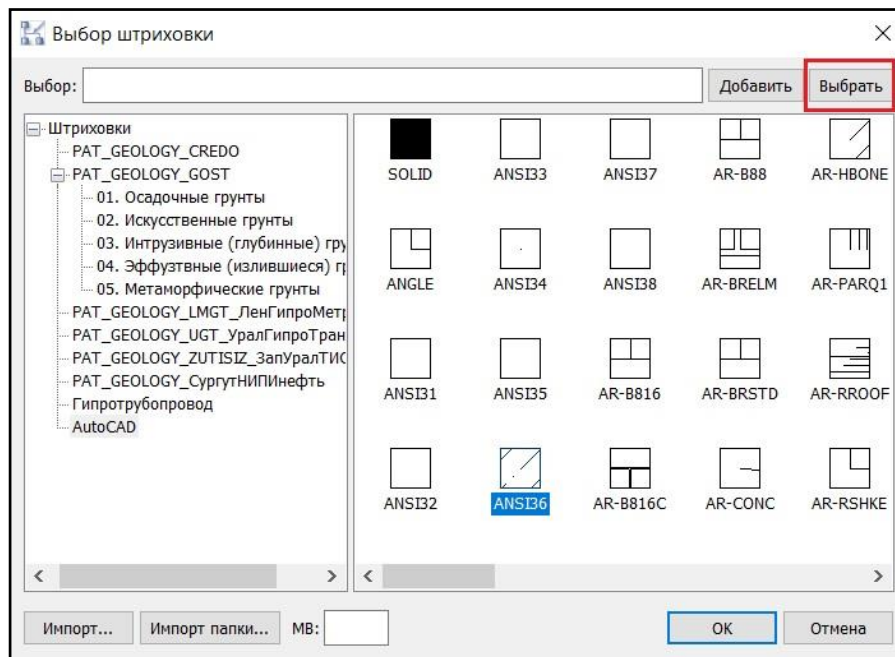 Выбор штриховки
Выбор: Добавить Выбрать
Штриховки
PAT_GEOLOGY_CREDO
PAT_GEOLOGY_GOST
01. Осадочные грунты
02. Искусственные грунты
03. Интрузивные (глубинные) гру
04. Эффузтвные (излившиеся) гр
05. Метаморфические грунты
PAT_GEOLOGY_LMGT_ЛенГипроМетр
PAT_GEOLOGY_UGT_УралГипроТран
PAT_GEOLOGY_ZUTISIZ_ЗапУралТИС
PAT_GEOLOGY_СургутНИПИнефть
Гипротрубопровод
AutoCAD
SOLID ANSI33 ANSI37 AR-B88 AR-HBONE
ANGLE ANSI34 ANSI38 AR-BRELM AR-PARQ1
ANSI31 ANSI35 AR-B816 AR-BRSTD AR-RROOF
ANSI32 ANSI36 AR-B816C AR-CONC AR-RSHKE
Импорт... Импорт папки... МВ: ОК Отмена